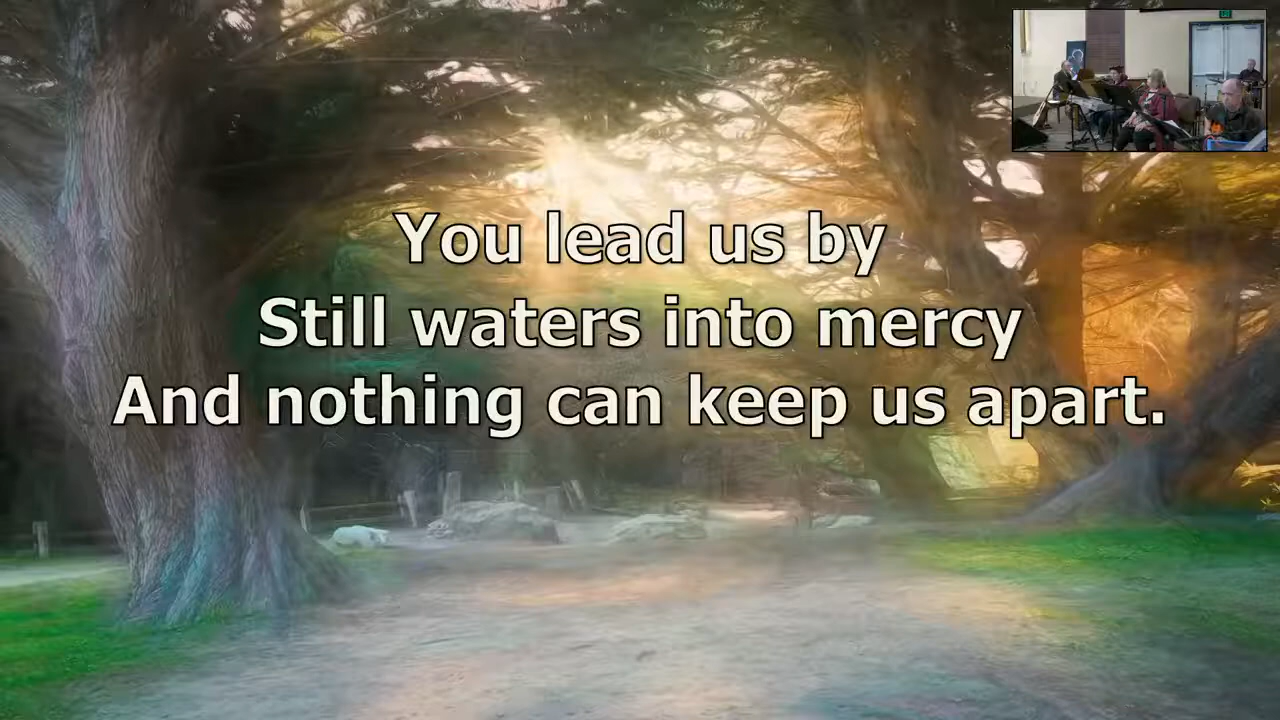 You lead us by
Still waters into mercy
And nothing can keep us apart.